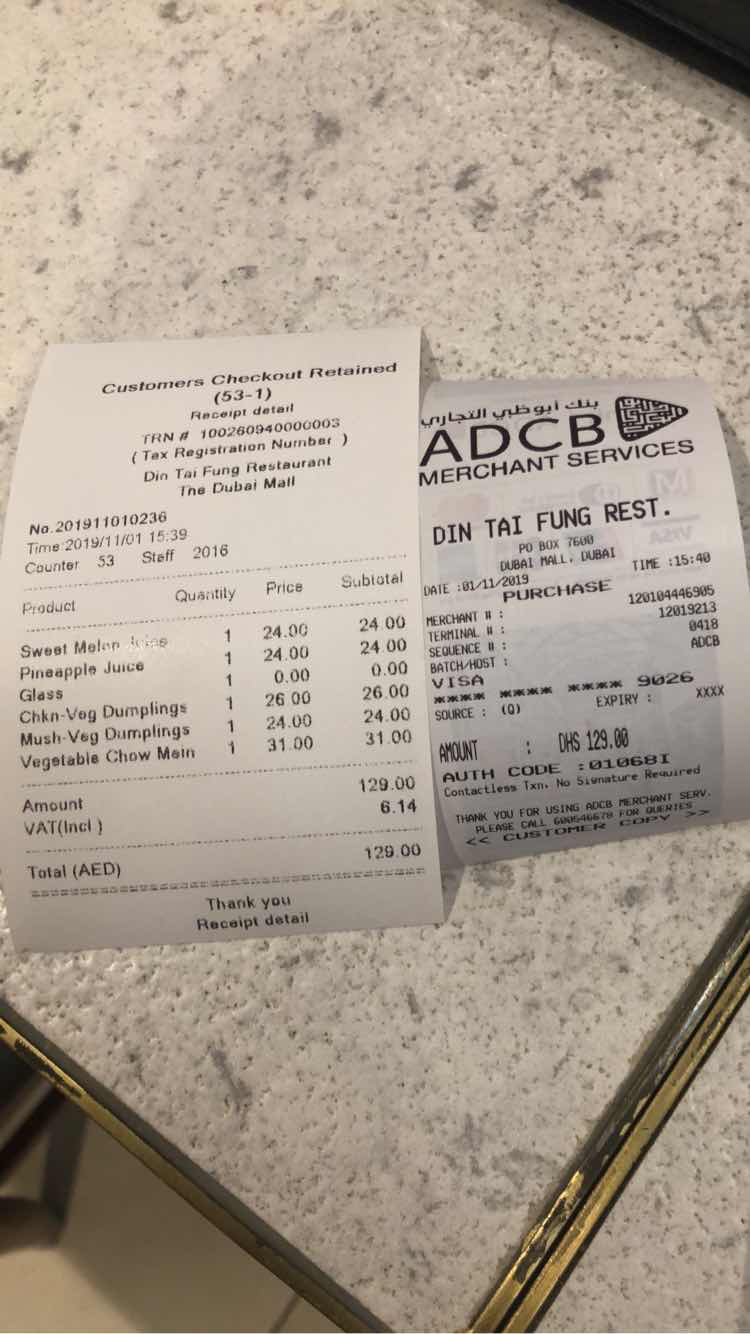 Customers Checkout Retained
(53-1)
Receipt detail
TRN # 100260940000003
( Tax Registration Number )
Din Tai Fung Restaurant
The Dubai Mall
No.201911010236
Time:2019/11/01 15:39
Counter 53 Staff 2016
Product Quantity Price Subtotal
Sweet Melon Juice 1 24.00 24.00
Pineapple Juice 1 24.00 24.00
Glass 1 0.00 0.00
Chkn-Veg Dumplings 1 26.00 26.00
Mush-Veg Dumplings 1 24.00 24.00
Vegetable Chow Mein 1 31.00 31.00
Amount 129.00
VAT(Incl ) 6.14
Total (AED) 129.00
Thank you
Receipt detail
بنك أبوظبي التجاري
ADCB
MERCHANT SERVICES
DIN TAI FUNG REST.
PO BOX 7600
DUBAI MALL, DUBAI
DATE :01/11/2019 TIME :15:40
PURCHASE
MERCHANT # : 120104446905
TERMINAL # : 12019213
SEQUENCE # : 0418
BATCH/HOST : ADCB
VISA
**** **** **** 9026
SOURCE : (Q) EXPIRY : XXXX
AMOUNT : DHS 129.00
AUTH CODE :01068I
Contactless Txn. No Signature Required
THANK YOU FOR USING ADCB MERCHANT SERV.
PLEASE CALL 600546678 FOR QUERIES
<< CUSTOMER COPY >>